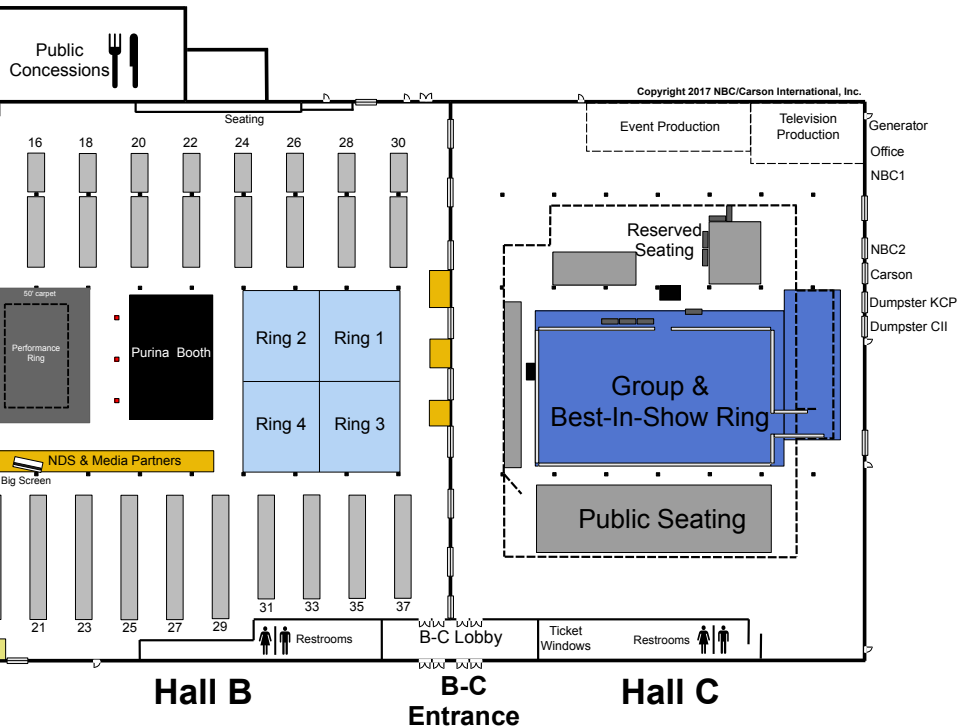 Public
Concessions
Copyright 2017 NBC/Carson International, Inc.
Seating
Event Production
Television
Production
Generator
Office
NBC1
16 18 20 22 24 26 28 30
Reserved
Seating
NBC2
Carson
Dumpster KCP
Dumpster CII
50' carpet
Performance
Ring
Purina Booth
Ring 2 Ring 1
Ring 4 Ring 3
Group &
Best-In-Show Ring
NDS & Media Partners
Big Screen
Public Seating
21 23 25 27 29 31 33 35 37
Restrooms
B-C Lobby
Ticket
Windows
Restrooms
Hall B
B-C
Entrance
Hall C